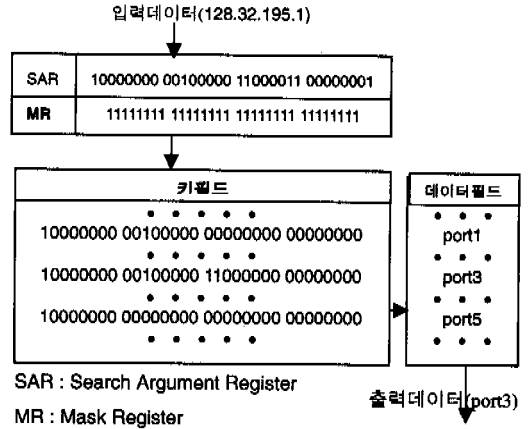 입력데이터(128.32.195.1)
SAR 10000000 00100000 11000011 00000001
MR 11111111 11111111 11111111 11111111
키필드 데이터필드
10000000 00100000 00000000 00000000 port1
10000000 00100000 11000000 00000000 port3
10000000 00000000 00000000 00000000 port5
SAR : Search Argument Register
출력데이터(port3)
MR : Mask Register